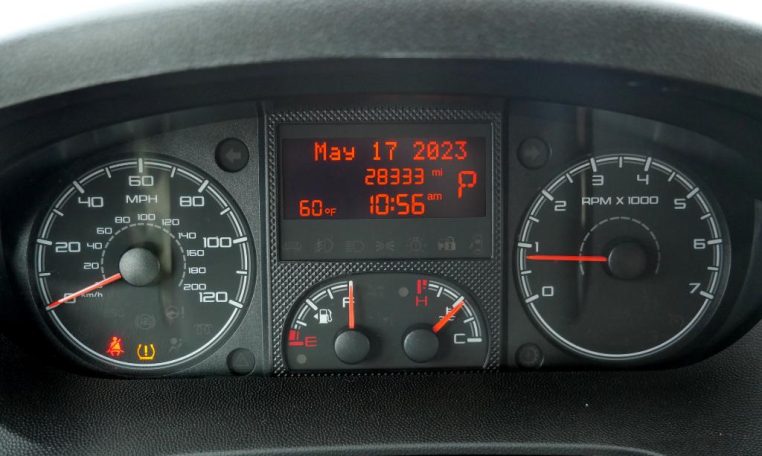 May 17 2023
28333 mi
P
60°F 10:56 am
MPH
0 20 40 60 80 100 120
20 40 60 80 100 120 140 160 180 200
km/h
E F
H C
RPM X 1000
0 1 2 3 4 5 6 7